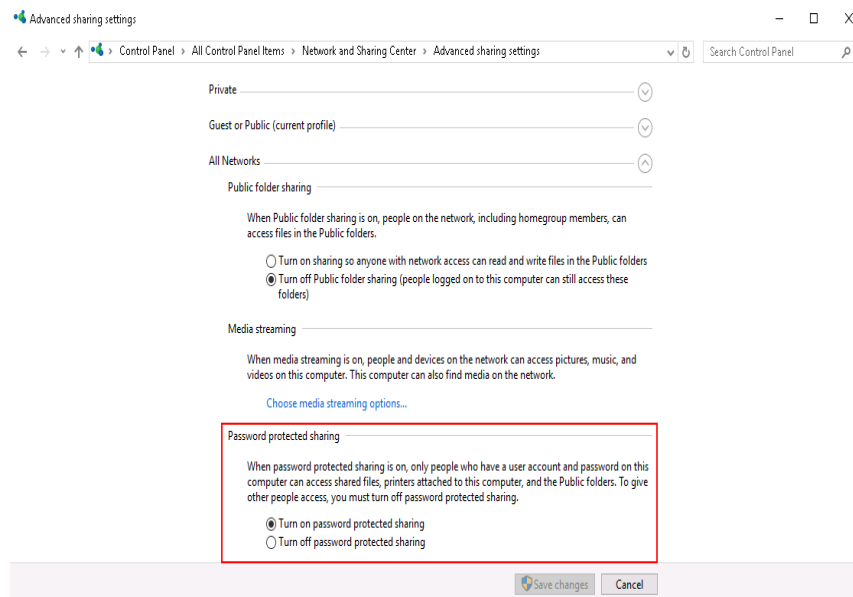 Advanced sharing settings
Control Panel > All Control Panel Items > Network and Sharing Center > Advanced sharing settings
Search Control Panel
Private
Guest or Public (current profile)
All Networks
Public folder sharing
When Public folder sharing is on, people on the network, including homegroup members, can
access files in the Public folders.
Turn on sharing so anyone with network access can read and write files in the Public folders
Turn off Public folder sharing (people logged on to this computer can still access these
folders)
Media streaming
When media streaming is on, people and devices on the network can access pictures, music, and
videos on this computer. This computer can also find media on the network.
Choose media streaming options...
Password protected sharing
When password protected sharing is on, only people who have a user account and password on this
computer can access shared files, printers attached to this computer, and the Public folders. To give
other people access, you must turn off password protected sharing.
Turn on password protected sharing
Turn off password protected sharing
Save changes
Cancel